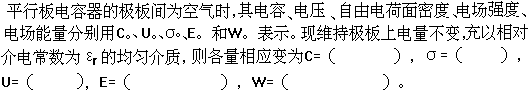 平行板电容器的极板间为空气时,其电容、电压、自由电荷面密度、电场强度、
电场能量分别用C₀、U₀、σ₀、E₀ 和W₀ 表示。现维持极板上电量不变,充以相对
介电常数为 εr 的均匀介质, 则各量相应变为C=( ), σ=( ),
U=( ), E=( ), W=( )。